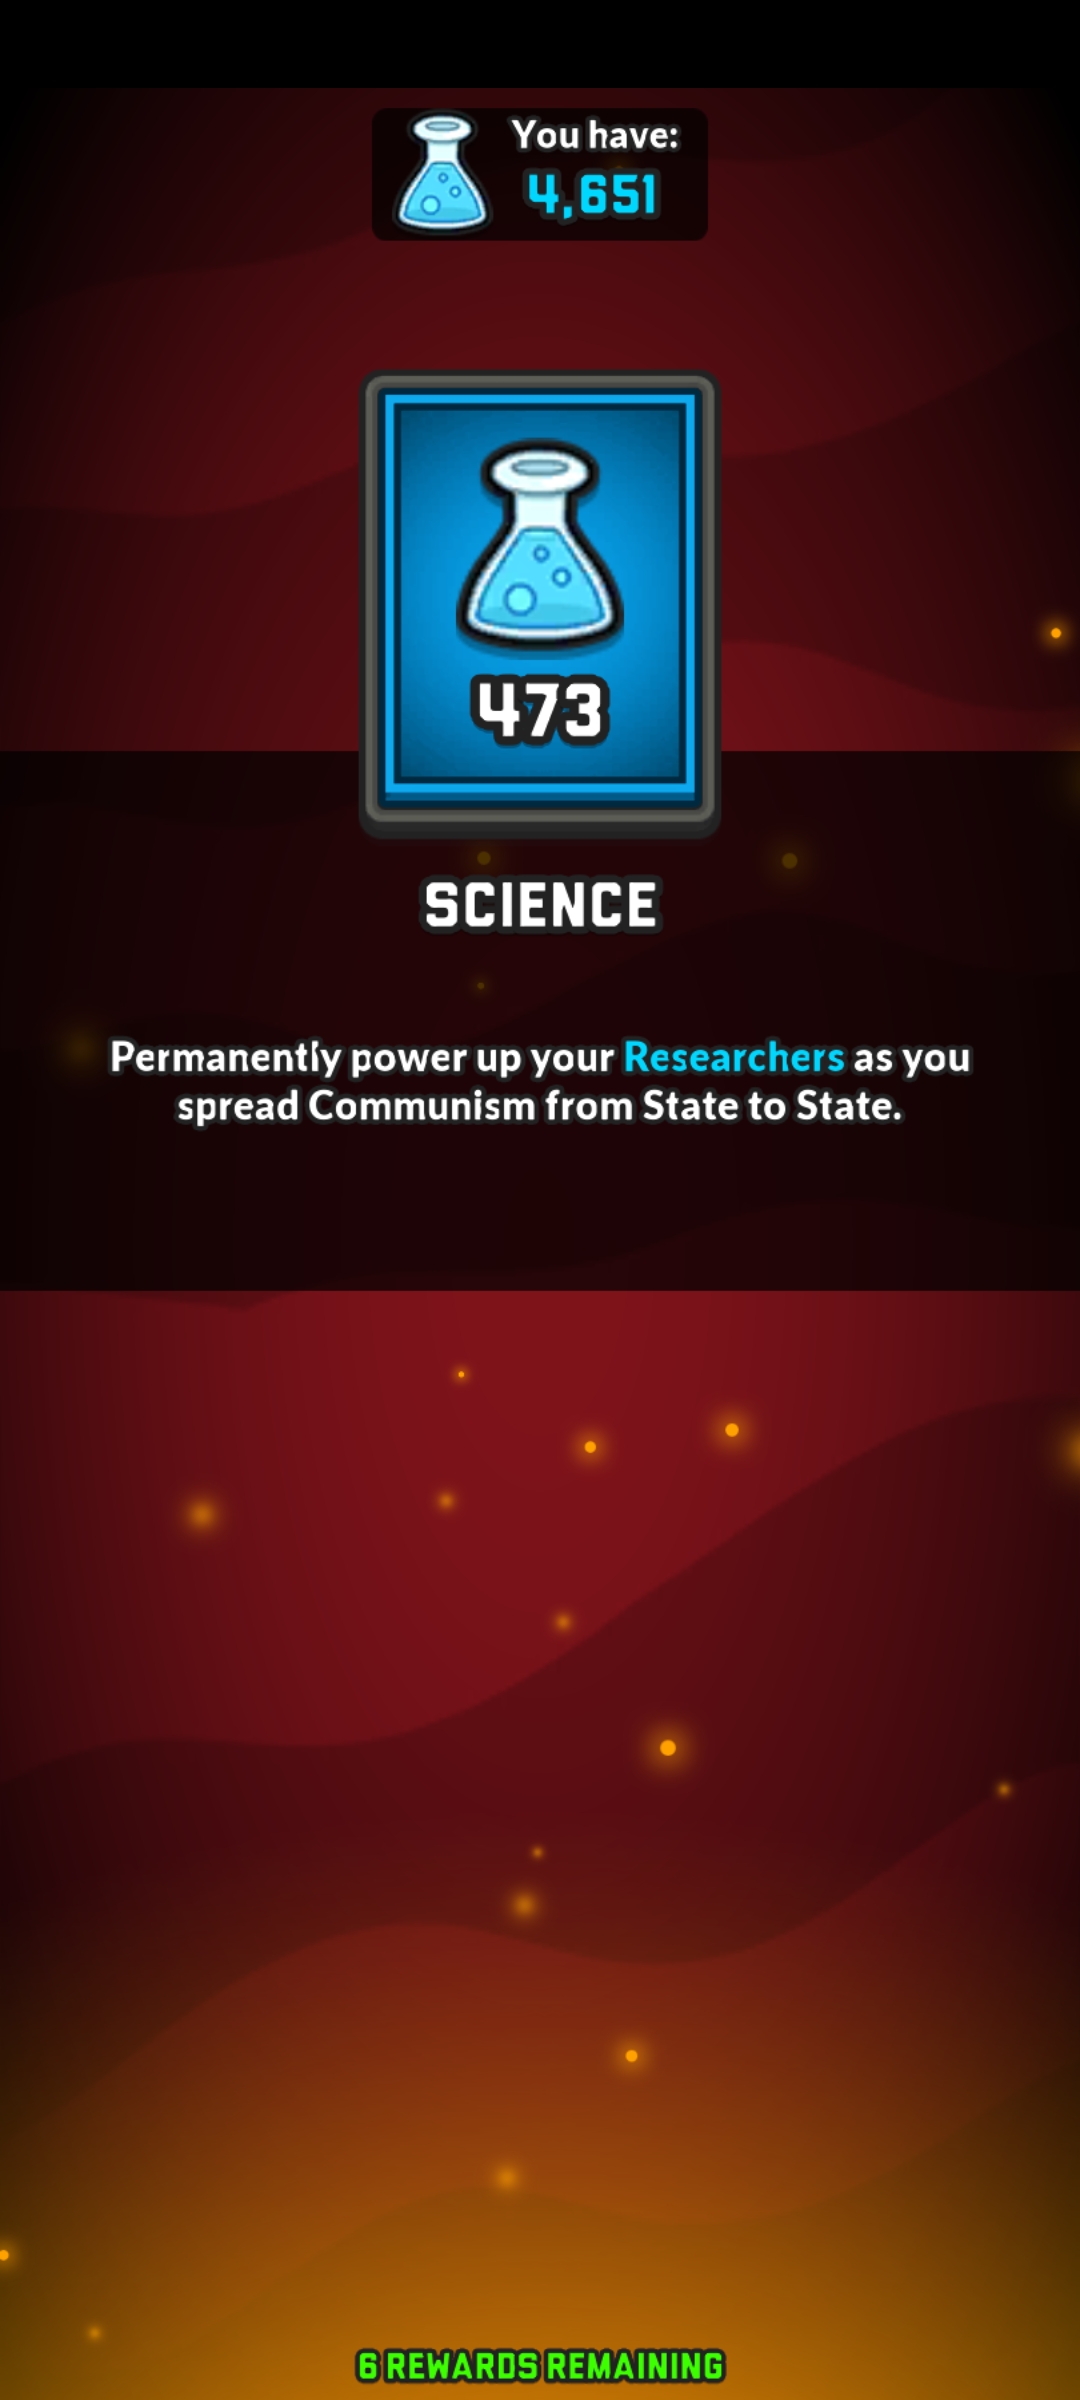 You have:
4,651
473
SCIENCE
Permanently power up your Researchers as you
spread Communism from State to State.
6 REWARDS REMAINING